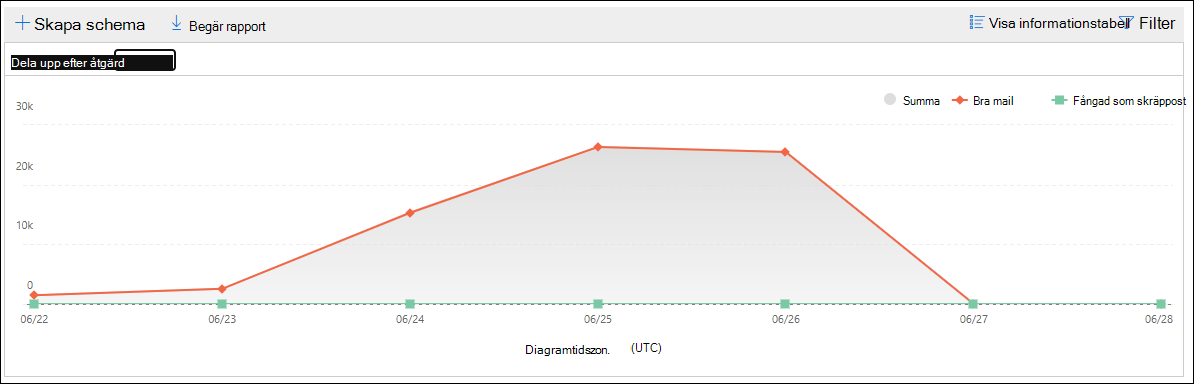 Skapa schema Begär rapport Visa informationstabell Filter
Dela upp efter åtgärd
Summa Bra mail Fångad som skräppost
30k
20k
10k
0
06/22 06/23 06/24 06/25 06/26 06/27 06/28
Diagramtidszon. (UTC)